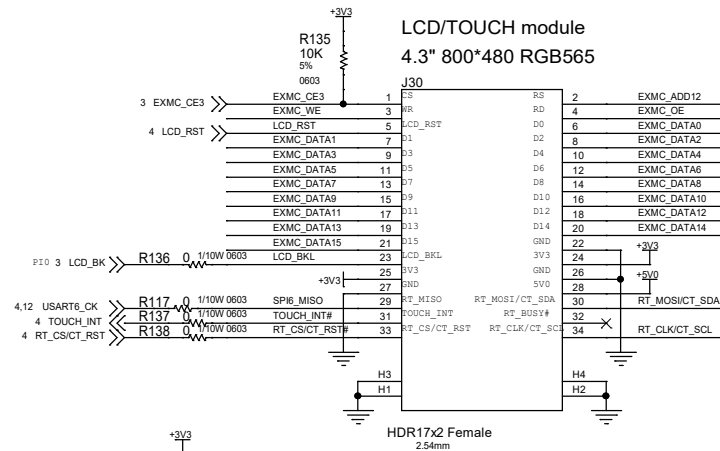 +3V3
LCD/TOUCH module
R135
10K
5%
0603
4.3" 800*480 RGB565
J30
3 EXMC_CE3 EXMC_CE3 1 CS RS 2 EXMC_ADD12
EXMC_WE 3 WR RD 4 EXMC_OE
4 LCD_RST LCD_RST 5 LCD_RST D0 6 EXMC_DATA0
EXMC_DATA1 7 D1 D2 8 EXMC_DATA2
EXMC_DATA3 9 D3 D4 10 EXMC_DATA4
EXMC_DATA5 11 D5 D6 12 EXMC_DATA6
EXMC_DATA7 13 D7 D8 14 EXMC_DATA8
EXMC_DATA9 15 D9 D10 16 EXMC_DATA10
EXMC_DATA11 17 D11 D12 18 EXMC_DATA12
EXMC_DATA13 19 D13 D14 20 EXMC_DATA14
EXMC_DATA15 21 D15 GND 22
+3V3
PI0 3 LCD_BK R136 0 1/10W 0603 LCD_BKL 23 LCD_BKL 3V3 24
25 3V3 GND 26
+3V3
+5V0
27 GND 5V0 28
4,12 USART6_CK R117 0 1/10W 0603 SPI6_MISO 29 RT_MISO RT_MOSI/CT_SDA 30 RT_MOSI/CT_SDA
4 TOUCH_INT R137 0 1/10W 0603 TOUCH_INT# 31 TOUCH_INT RT_BUSY# 32
4 RT_CS/CT_RST R138 0 1/10W 0603 RT_CS/CT_RST# 33 RT_CS/CT_RST RT_CLK/CT_SCL 34 RT_CLK/CT_SCL
H3 H4
H1 H2
HDR17x2 Female
2.54mm
+3V3